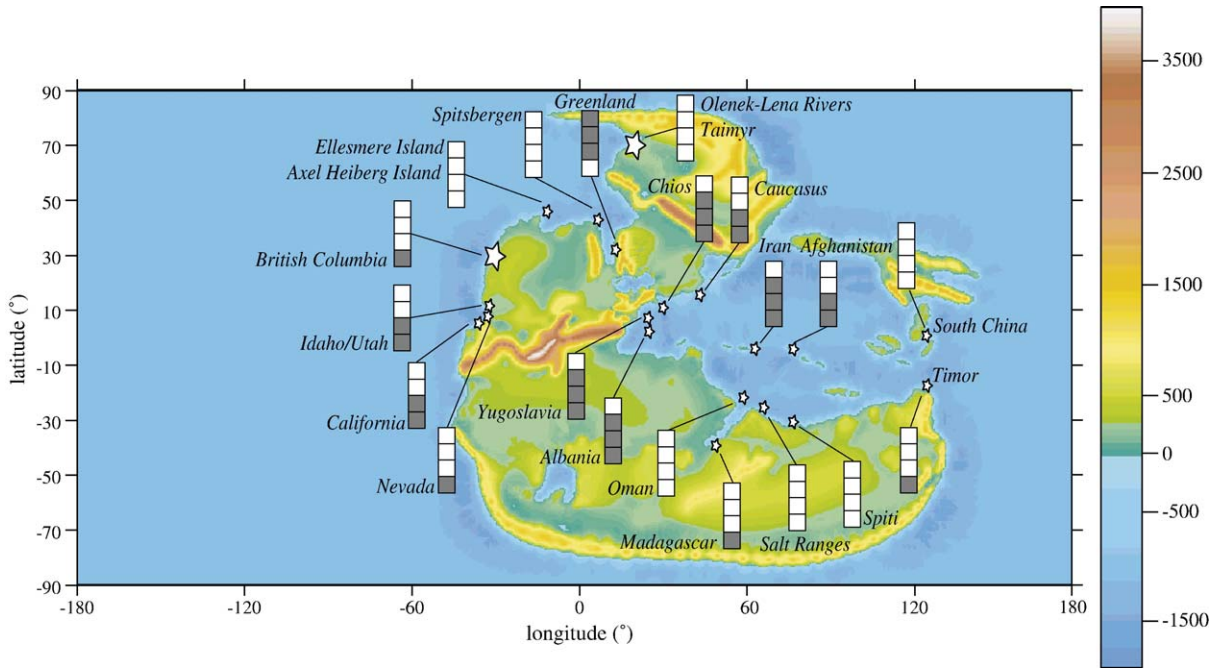 Greenland
Olenek-Lena Rivers
Spitsbergen
Taimyr
Ellesmere Island
Axel Heiberg Island
Chios
Caucasus
Iran
Afghanistan
British Columbia
South China
Idaho/Utah
Timor
California
Yugoslavia
Albania
Nevada
Oman
Spiti
Madagascar
Salt Ranges
90
70
50
30
10
-10
-30
-50
-70
-90
latitude (°)
-180
-120
-60
0
60
120
180
longitude (°)
3500
2500
1500
500
0
-500
-1500